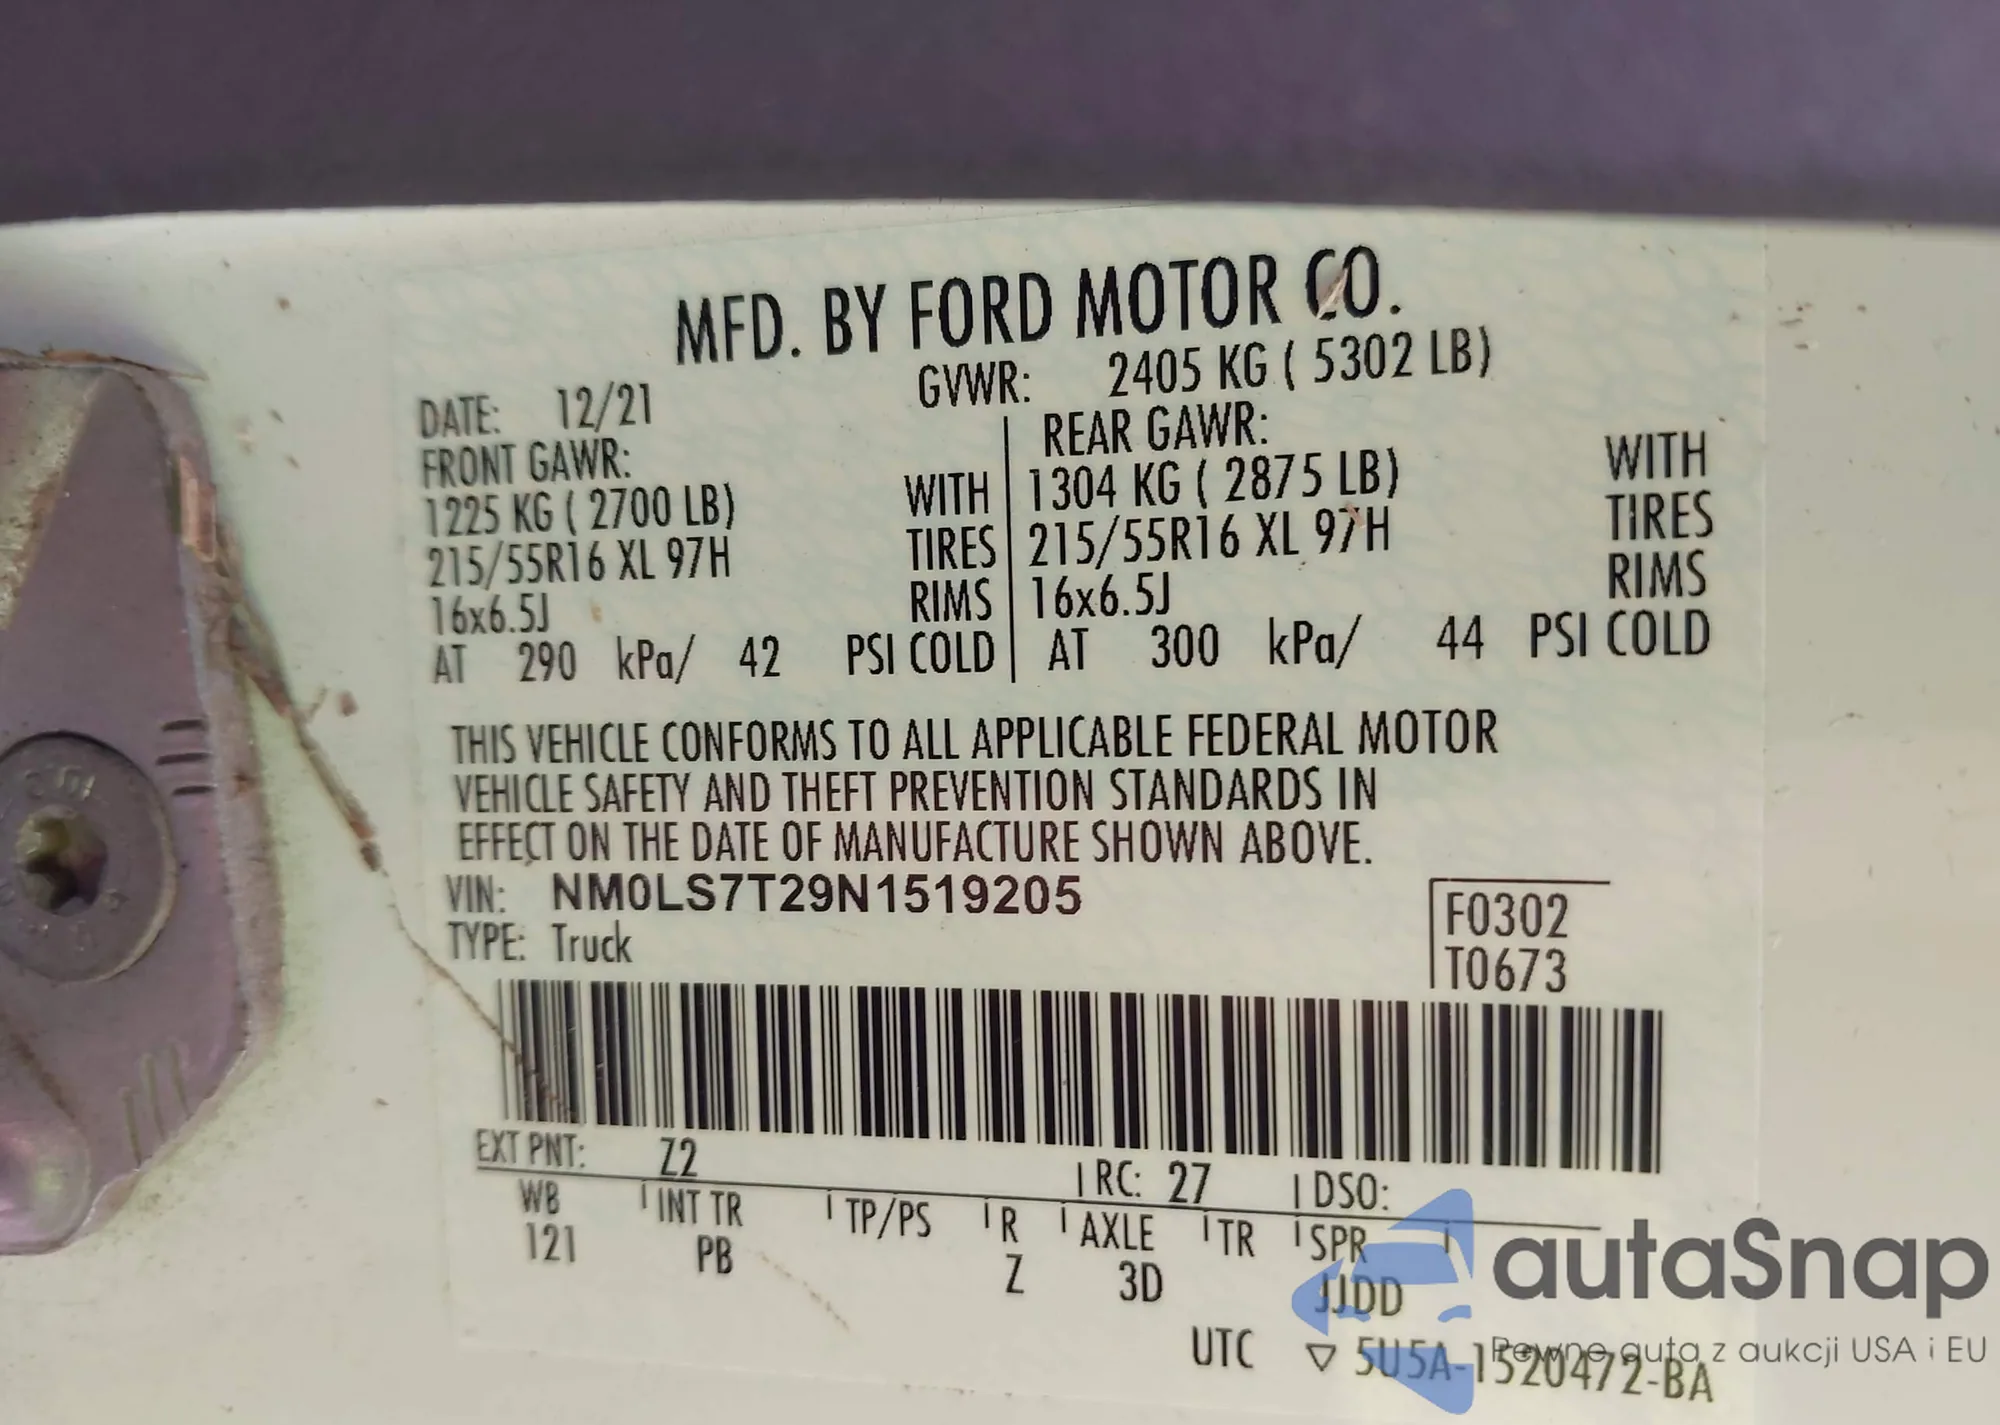 MFD. BY FORD MOTOR CO.
DATE: 12/21 GVWR: 2405 KG ( 5302 LB)
FRONT GAWR: REAR GAWR:
1225 KG ( 2700 LB) WITH 1304 KG ( 2875 LB) WITH
215/55R16 XL 97H TIRES 215/55R16 XL 97H TIRES
16x6.5J RIMS 16x6.5J RIMS
AT 290 kPa/ 42 PSI COLD AT 300 kPa/ 44 PSI COLD
THIS VEHICLE CONFORMS TO ALL APPLICABLE FEDERAL MOTOR
VEHICLE SAFETY AND THEFT PREVENTION STANDARDS IN
EFFECT ON THE DATE OF MANUFACTURE SHOWN ABOVE.
VIN: NM0LS7T29N1519205 F0302
TYPE: Truck T0673
EXT PNT: Z2 RC: 27 DSO:
WB INT TR TP/PS R AXLE TR SPR
121 PB Z 3D JJDD
UTC ▽ 5U5A-1520472-BA
autaSnap
Pewne auta z aukcji USA i EU